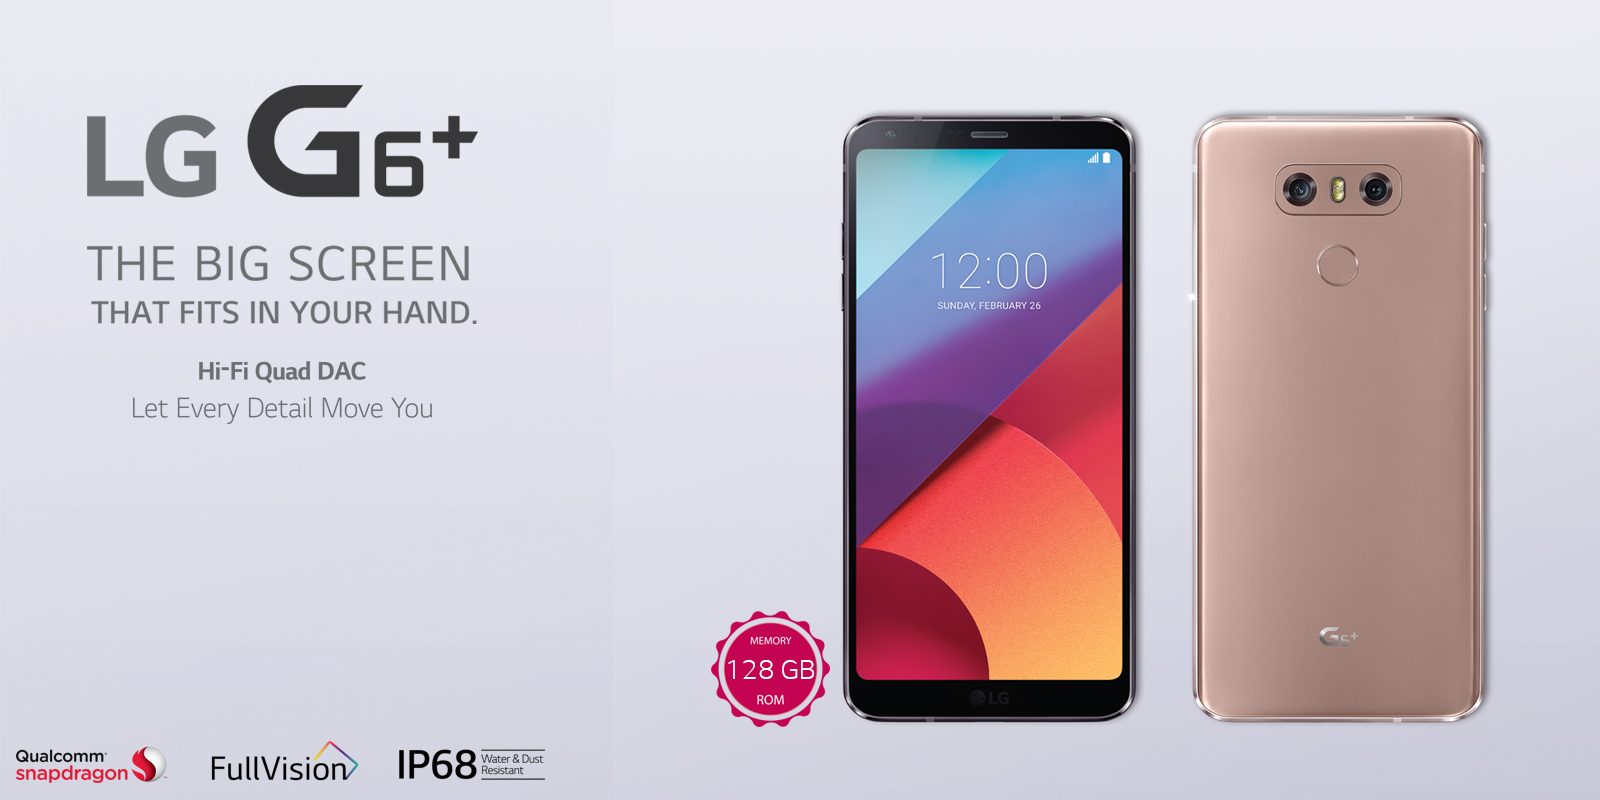 LG G6+
THE BIG SCREEN
THAT FITS IN YOUR HAND.
Hi-Fi Quad DAC
Let Every Detail Move You
12:00
SUNDAY, FEBRUARY 26
LG
G6+
MEMORY
128 GB
ROM
Qualcomm
snapdragon
FullVision
IP68
Water & Dust
Resistant